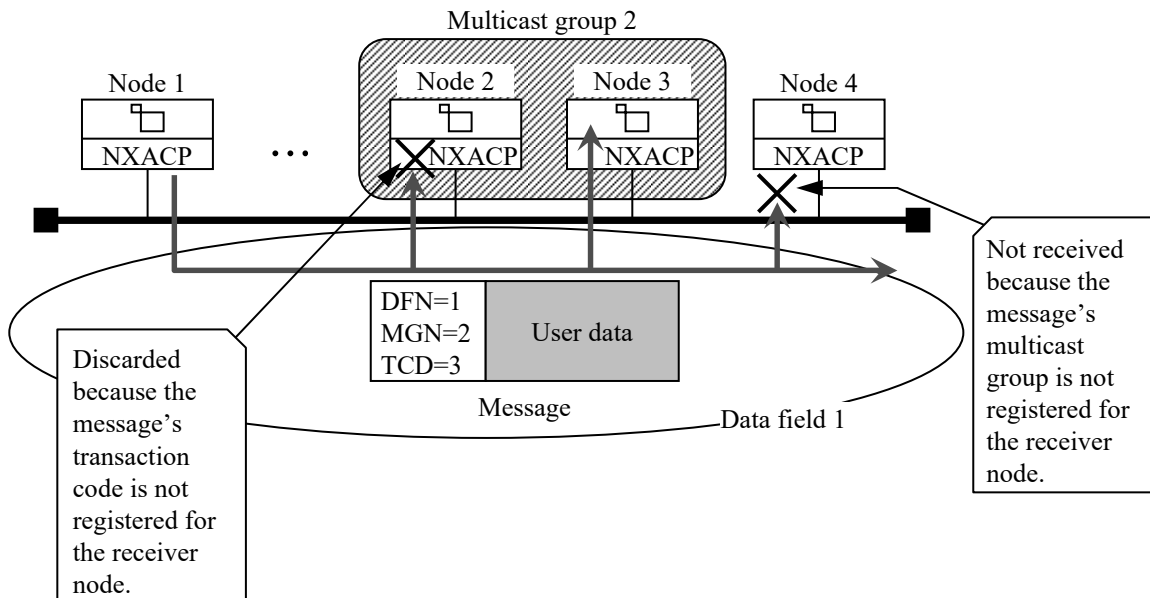 Multicast group 2
Node 1
Node 2
Node 3
Node 4
NXACP
...
NXACP
NXACP
NXACP
DFN=1
MGN=2
TCD=3
User data
Message
Data field 1
Discarded
because the
message’s
transaction
code is not
registered for
the receiver
node.
Not received
because the
message’s
multicast
group is not
registered for
the receiver
node.